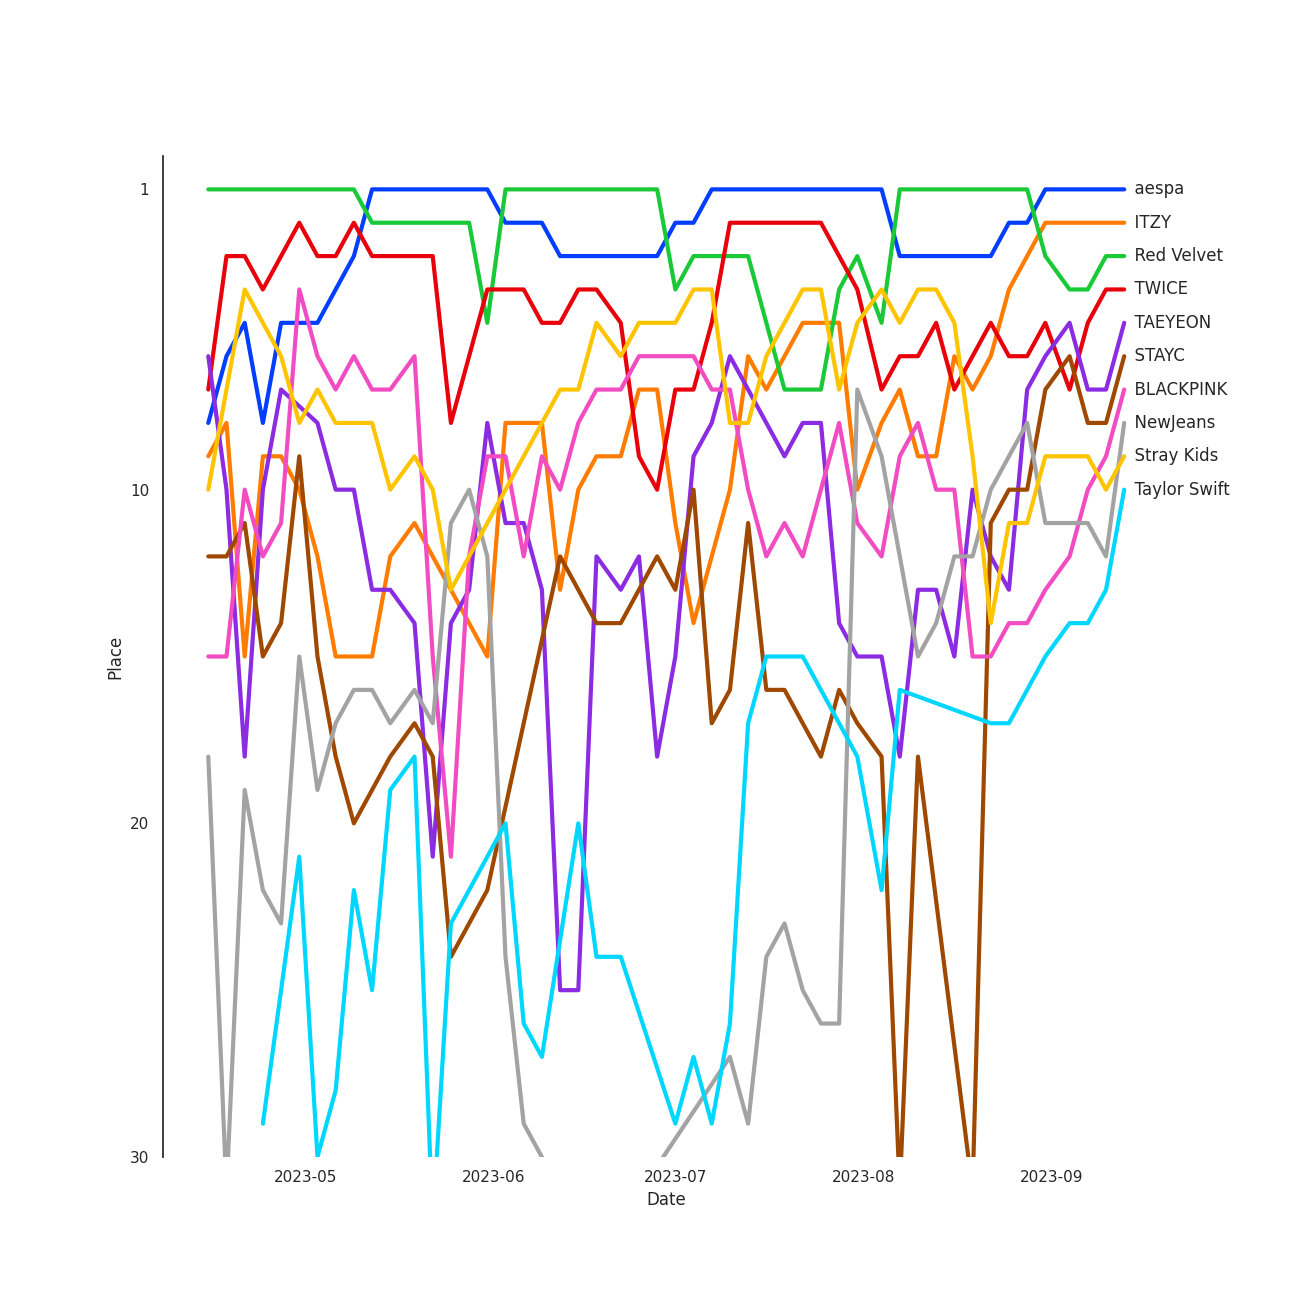 1
10
20
30
Place
2023-05
2023-06
2023-07
2023-08
2023-09
Date
aespa
ITZY
Red Velvet
TWICE
TAEYEON
STAYC
BLACKPINK
NewJeans
Stray Kids
Taylor Swift